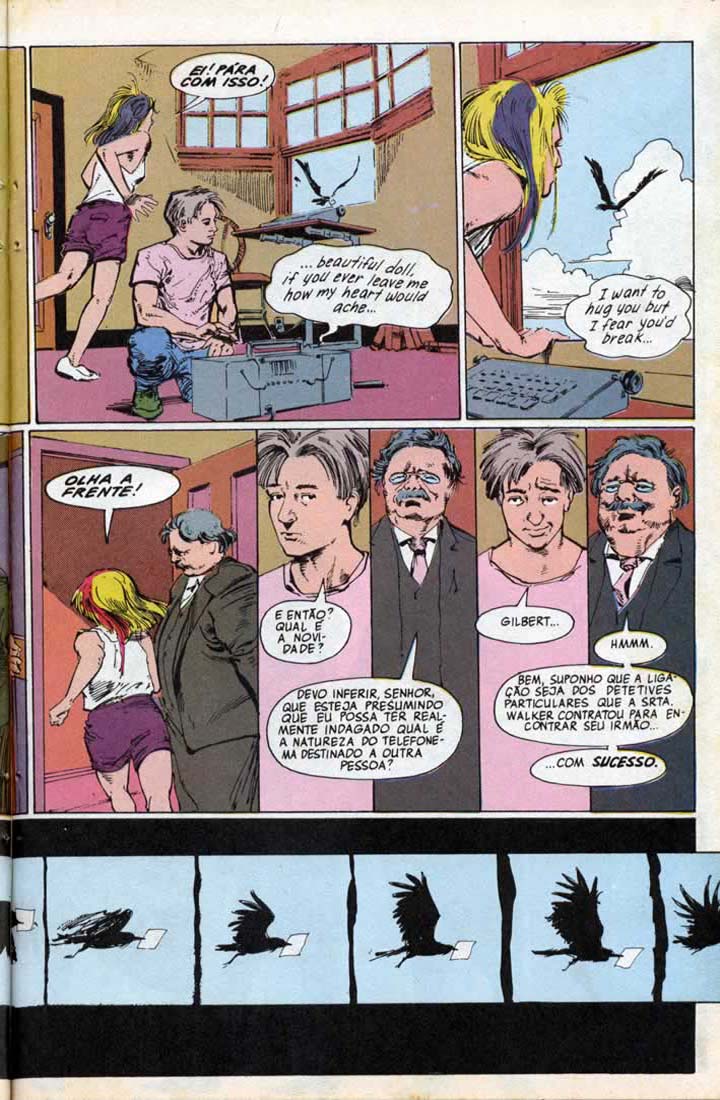 EI! PÁRA
COM ISSO!
...beautiful doll,
if you ever leave me
how my heart would
ache...
I want to
hug you but
I fear you'd
break...
OLHA A
FRENTE!
E ENTÃO?
QUAL É
A NOVI-
DADE?
DEVO INFERIR, SENHOR,
QUE ESTEJA PRESUMINDO
QUE EU POSSA TER REAL-
MENTE INDAGADO QUAL É
A NATUREZA DO TELEFONE-
MA DESTINADO A OUTRA
PESSOA?
GILBERT...
HMMM.
BEM, SUPONHO QUE A LIGA-
ÇÃO SEJA DOS DETETIVES
PARTICULARES QUE A SRTA.
WALKER CONTRATOU PARA EN-
CONTRAR SEU IRMÃO...
...COM SUCESSO.